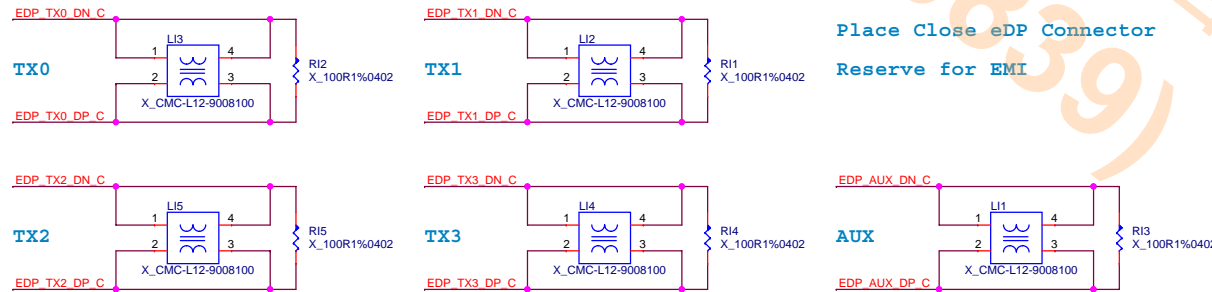 EDP_TX0_DN_C
LI3
1
4
2
3
TX0
RI2
X_100R1%0402
X_CMC-L12-9008100
EDP_TX0_DP_C
EDP_TX1_DN_C
LI2
1
4
2
3
TX1
RI1
X_100R1%0402
X_CMC-L12-9008100
EDP_TX1_DP_C
Place Close eDP Connector
Reserve for EMI
839)
EDP_TX2_DN_C
LI5
1
4
2
3
TX2
RI5
X_100R1%0402
X_CMC-L12-9008100
EDP_TX2_DP_C
EDP_TX3_DN_C
LI4
1
4
2
3
TX3
RI4
X_100R1%0402
X_CMC-L12-9008100
EDP_TX3_DP_C
EDP_AUX_DN_C
LI1
1
4
2
3
AUX
RI3
X_100R1%0402
X_CMC-L12-9008100
EDP_AUX_DP_C